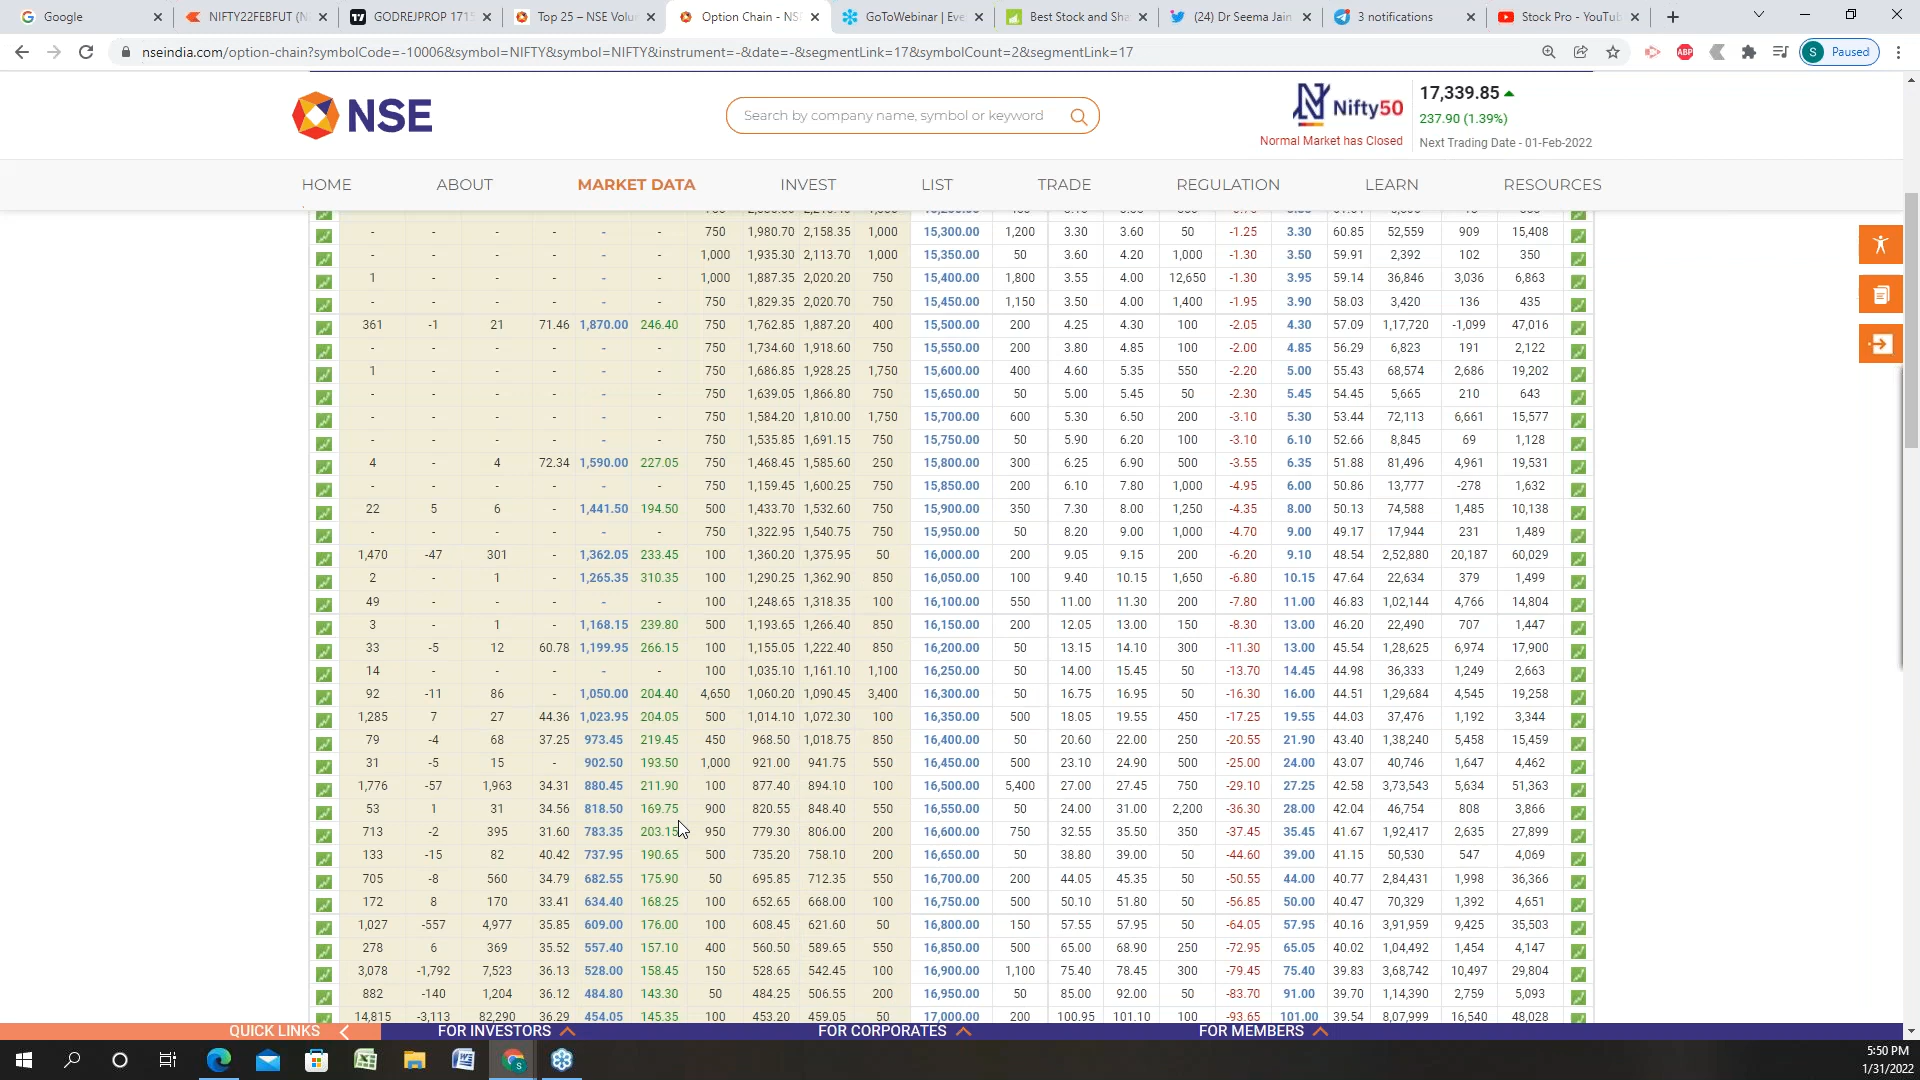 Google
NIFTY22FEBFUT (N
GODREJPROP 1715
Top 25 – NSE Volu
Option Chain - NS
GoToWebinar | Eve
Best Stock and Sha
(24) Dr Seema Jain
3 notifications
Stock Pro - YouTub
nseindia.com/option-chain?symbolCode=-10006&symbol=NIFTY&symbol=NIFTY&instrument=-&date=-&segmentLink=17&symbolCount=2&segmentLink=17
ABP
S Paused
NSE
Search by company name, symbol or keyword
Nifty50
17,339.85
237.90 (1.39%)
Normal Market has Closed
Next Trading Date - 01-Feb-2022
HOME ABOUT MARKET DATA INVEST LIST TRADE REGULATION LEARN RESOURCES
- - - - - - 750 1,980.70 2,158.35 1,000 15,300.00 1,200 3.30 3.60 50 -1.25 3.30 60.85 52,559 909 15,408
- - - - - - 1,000 1,935.30 2,113.70 1,000 15,350.00 50 3.60 4.20 1,000 -1.30 3.50 59.91 2,392 102 350
1 - - - - - 1,000 1,887.35 2,020.20 750 15,400.00 1,800 3.55 4.00 12,650 -1.30 3.95 59.14 36,846 3,036 6,863
- - - - - - 750 1,829.35 2,020.70 750 15,450.00 1,150 3.50 4.00 1,400 -1.95 3.90 58.03 3,420 136 435
361 -1 21 71.46 1,870.00 246.40 750 1,762.85 1,887.20 400 15,500.00 200 4.25 4.30 100 -2.05 4.30 57.09 1,17,720 -1,099 47,016
- - - - - - 750 1,734.60 1,918.60 750 15,550.00 200 3.80 4.85 100 -2.00 4.85 56.29 6,823 191 2,122
1 - - - - - 750 1,686.85 1,928.25 1,750 15,600.00 400 4.60 5.35 550 -2.20 5.00 55.43 68,574 2,686 19,202
- - - - - - 750 1,639.05 1,866.80 750 15,650.00 50 5.00 5.45 50 -2.30 5.45 54.45 5,665 210 643
- - - - - - 750 1,584.20 1,810.00 1,750 15,700.00 600 5.30 6.50 200 -3.10 5.30 53.44 72,113 6,661 15,577
- - - - - - 750 1,535.85 1,691.15 750 15,750.00 50 5.90 6.20 100 -3.10 6.10 52.66 8,845 69 1,128
4 - 4 72.34 1,590.00 227.05 750 1,468.45 1,585.60 250 15,800.00 300 6.25 6.90 500 -3.55 6.35 51.88 81,496 4,961 19,531
- - - - - - 750 1,159.45 1,600.25 750 15,850.00 200 6.10 7.80 1,000 -4.95 6.00 50.86 13,777 -278 1,632
22 5 6 - 1,441.50 194.50 500 1,433.70 1,532.60 750 15,900.00 350 7.30 8.00 1,250 -4.35 8.00 50.13 74,588 1,485 10,138
- - - - - - 750 1,322.95 1,540.75 750 15,950.00 50 8.20 9.00 1,000 -4.70 9.00 49.17 17,944 231 1,489
1,470 -47 301 - 1,362.05 233.45 100 1,360.20 1,375.95 50 16,000.00 200 9.05 9.15 200 -6.20 9.10 48.54 2,52,880 20,187 60,029
2 - 1 - 1,265.35 310.35 100 1,290.25 1,362.90 850 16,050.00 100 9.40 10.15 1,650 -6.80 10.15 47.64 22,634 379 1,499
49 - - - - - 100 1,248.65 1,318.35 100 16,100.00 550 11.00 11.30 200 -7.80 11.00 46.83 1,02,144 4,766 14,804
3 - 1 - 1,168.15 239.80 500 1,193.65 1,266.40 850 16,150.00 200 12.05 13.00 150 -8.30 13.00 46.20 22,490 707 1,447
33 -5 12 60.78 1,199.95 266.15 100 1,155.05 1,222.40 850 16,200.00 50 13.15 14.10 300 -11.30 13.00 45.54 1,28,625 6,974 17,900
14 - - - - - 100 1,035.10 1,161.10 1,100 16,250.00 50 14.00 15.45 50 -13.70 14.45 44.98 36,333 1,249 2,663
92 -11 86 - 1,050.00 204.40 4,650 1,060.20 1,090.45 3,400 16,300.00 50 16.75 16.95 50 -16.30 16.00 44.51 1,29,684 4,545 19,258
1,285 7 27 44.36 1,023.95 204.05 500 1,014.10 1,072.30 100 16,350.00 500 18.05 19.55 450 -17.25 19.55 44.03 37,476 1,192 3,344
79 -4 68 37.25 973.45 219.45 450 968.50 1,018.75 850 16,400.00 50 20.60 22.00 250 -20.55 21.90 43.40 1,38,240 5,458 15,459
31 -5 15 - 902.50 193.50 1,000 921.00 941.75 550 16,450.00 500 23.10 24.90 500 -25.00 24.00 43.07 40,746 1,647 4,462
1,776 -57 1,963 34.31 880.45 211.90 100 877.40 894.10 100 16,500.00 5,400 27.00 27.45 750 -29.10 27.25 42.58 3,73,543 5,634 51,363
53 1 31 34.56 818.50 169.75 900 820.55 848.40 550 16,550.00 50 24.00 31.00 2,200 -36.30 28.00 42.04 46,754 808 3,866
713 -2 395 31.60 783.35 203.15 950 779.30 806.00 200 16,600.00 750 32.55 35.50 350 -37.45 35.45 41.67 1,92,417 2,635 27,899
133 -15 82 40.42 737.95 190.65 500 735.20 758.10 200 16,650.00 50 38.80 39.00 50 -44.60 39.00 41.15 50,530 547 4,069
705 -8 560 34.79 682.55 175.90 50 695.85 712.35 550 16,700.00 200 44.05 45.35 50 -50.55 44.00 40.77 2,84,431 1,998 36,366
172 8 170 33.41 634.40 168.25 100 652.65 668.00 100 16,750.00 500 50.10 51.80 50 -56.85 50.00 40.47 70,329 1,392 4,651
1,027 -557 4,977 35.85 609.00 176.00 100 608.45 621.60 50 16,800.00 150 57.55 57.95 50 -64.05 57.95 40.16 3,91,959 9,425 35,503
278 6 369 35.52 557.40 157.10 400 560.50 589.65 550 16,850.00 500 65.00 68.90 250 -72.95 65.05 40.02 1,04,492 1,454 4,147
3,078 -1,792 7,523 36.13 528.00 158.45 150 528.65 542.45 100 16,900.00 1,100 75.40 78.45 300 -79.45 75.40 39.83 3,68,742 10,497 29,804
882 -140 1,204 36.12 484.80 143.30 50 484.25 506.55 200 16,950.00 50 85.00 92.00 50 -83.70 91.00 39.70 1,14,390 2,759 5,093
14,815 -3,113 82,290 36.29 454.05 145.35 100 453.20 459.05 50 17,000.00 200 100.95 101.10 100 -93.65 101.00 39.54 8,07,999 16,540 48,028
QUICK LINKS FOR INVESTORS FOR CORPORATES FOR MEMBERS
5:50 PM
1/31/2022